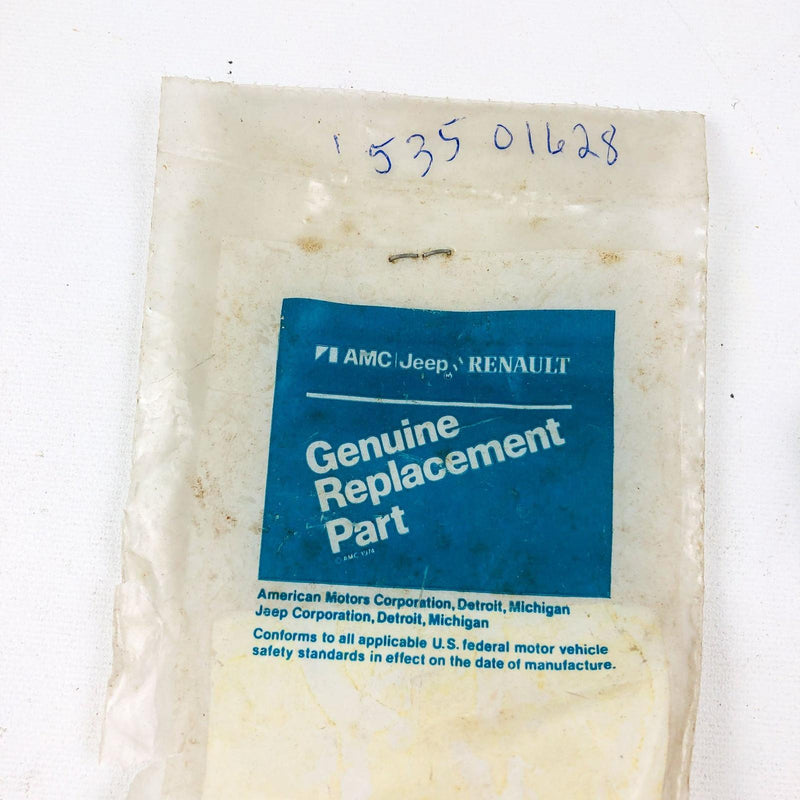 535 01628
AMC | Jeep RENAULT
Genuine
Replacement
Part
© AMC 1974
American Motors Corporation, Detroit, Michigan
Jeep Corporation, Detroit, Michigan
Conforms to all applicable U.S. federal motor vehicle
safety standards in effect on the date of manufacture.